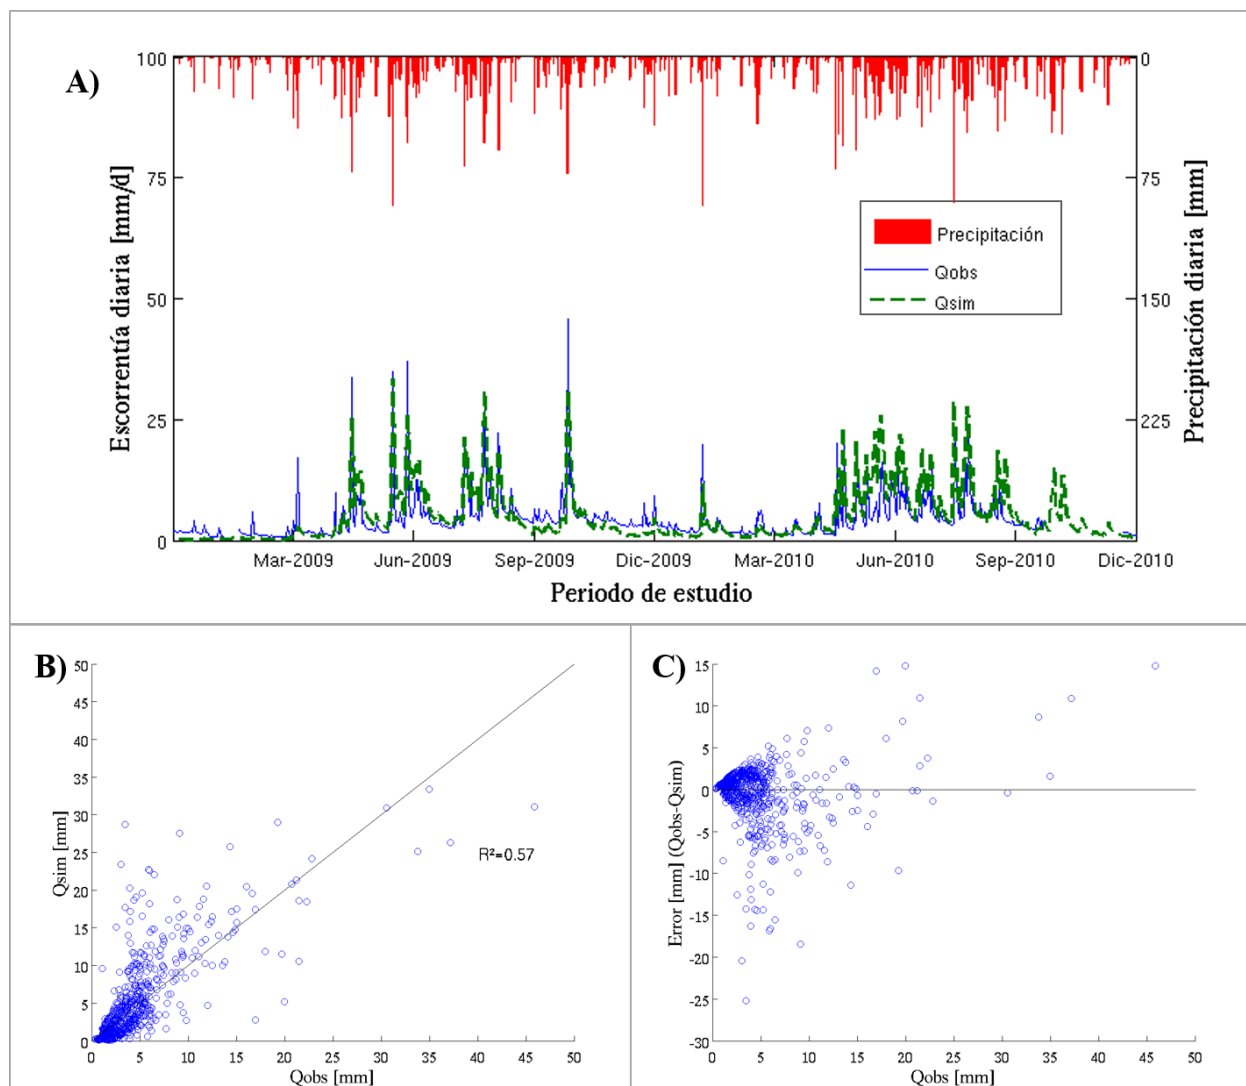 A)
Escorrentía diaria [mm/d]
100
75
50
25
0
0
75
150
225
Precipitación diaria [mm]
Precipitación
Qobs
Qsim
Mar-2009 Jun-2009 Sep-2009 Dic-2009 Mar-2010 Jun-2010 Sep-2010 Dic-2010
Periodo de estudio
B)
Qsim [mm]
50
45
40
35
30
25
20
15
10
5
0
R²=0.57
0 5 10 15 20 25 30 35 40 45 50
Qobs [mm]
C)
Error [mm] (Qobs-Qsim)
15
10
5
0
-5
-10
-15
-20
-25
-30
0 5 10 15 20 25 30 35 40 45 50
Qobs [mm]